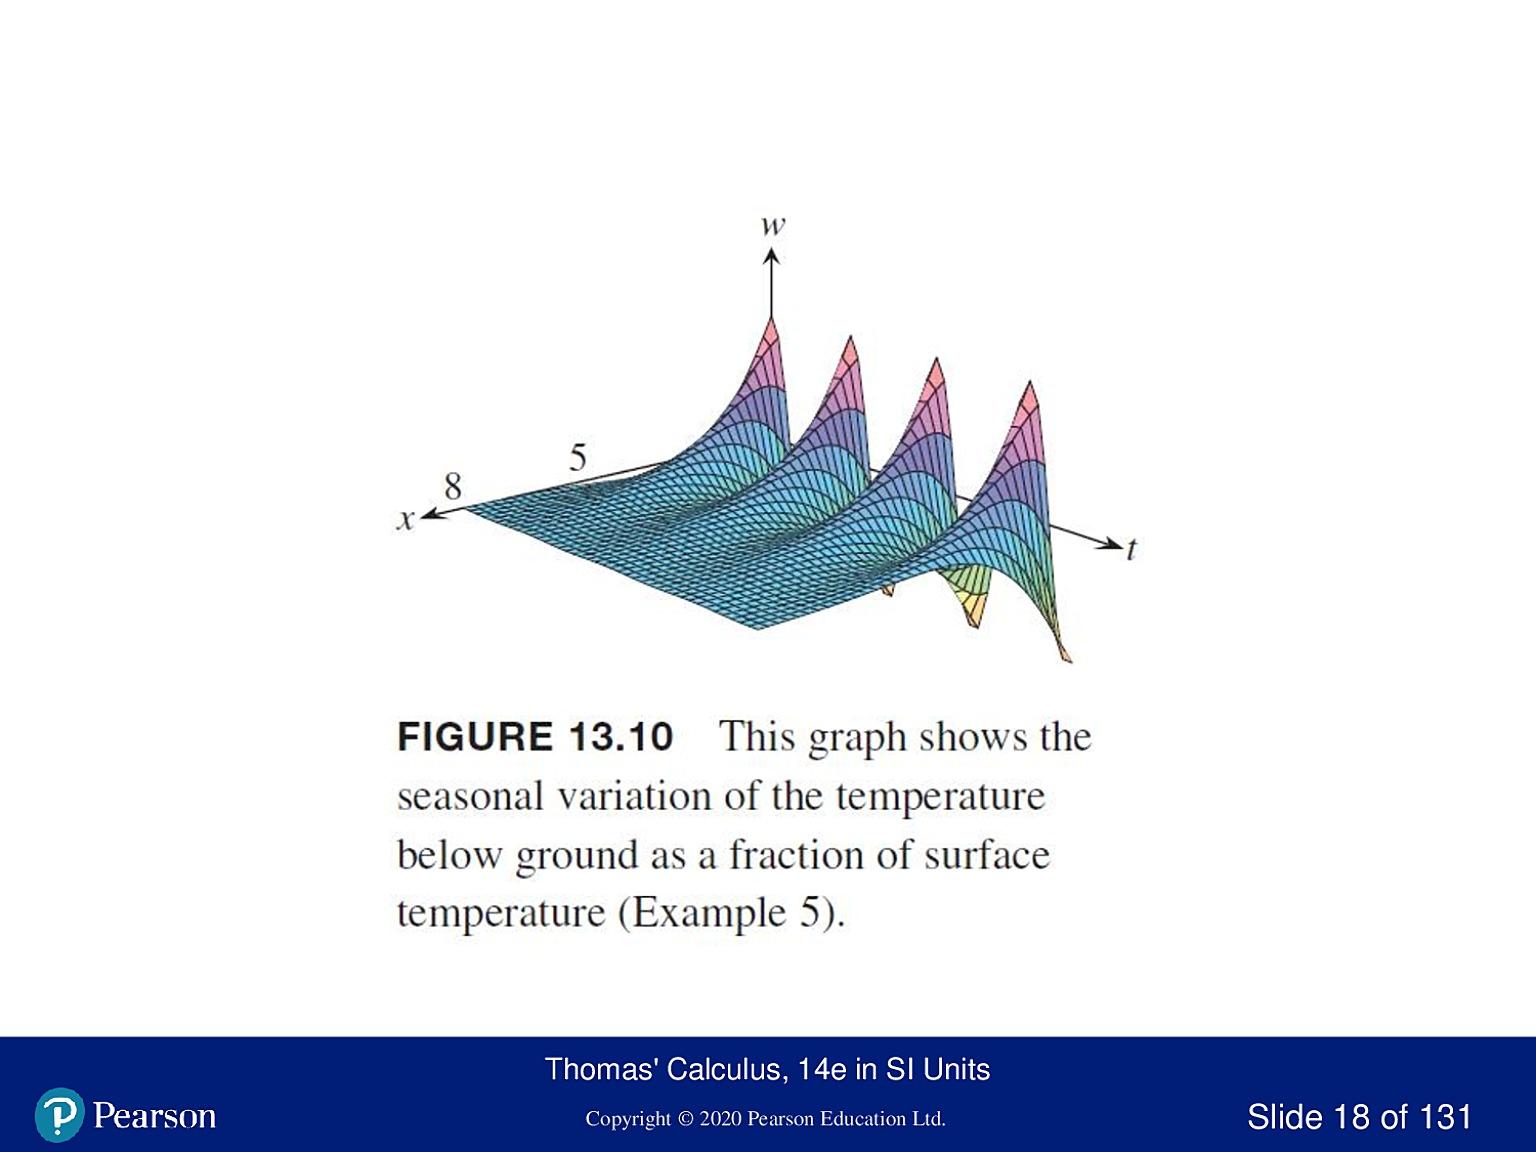 w
5
8
x
t
FIGURE 13.10 This graph shows the
seasonal variation of the temperature
below ground as a fraction of surface
temperature (Example 5).
Thomas' Calculus, 14e in SI Units
Pearson
Copyright © 2020 Pearson Education Ltd.
Slide 18 of 131